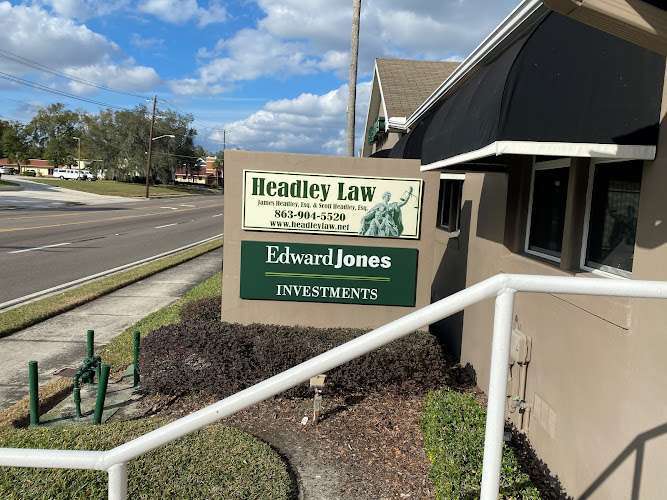 Headley Law
James Headley, Esq. & Scott Headley, Esq.
863-904-5520
www.headleylaw.net
Edward Jones
INVESTMENTS